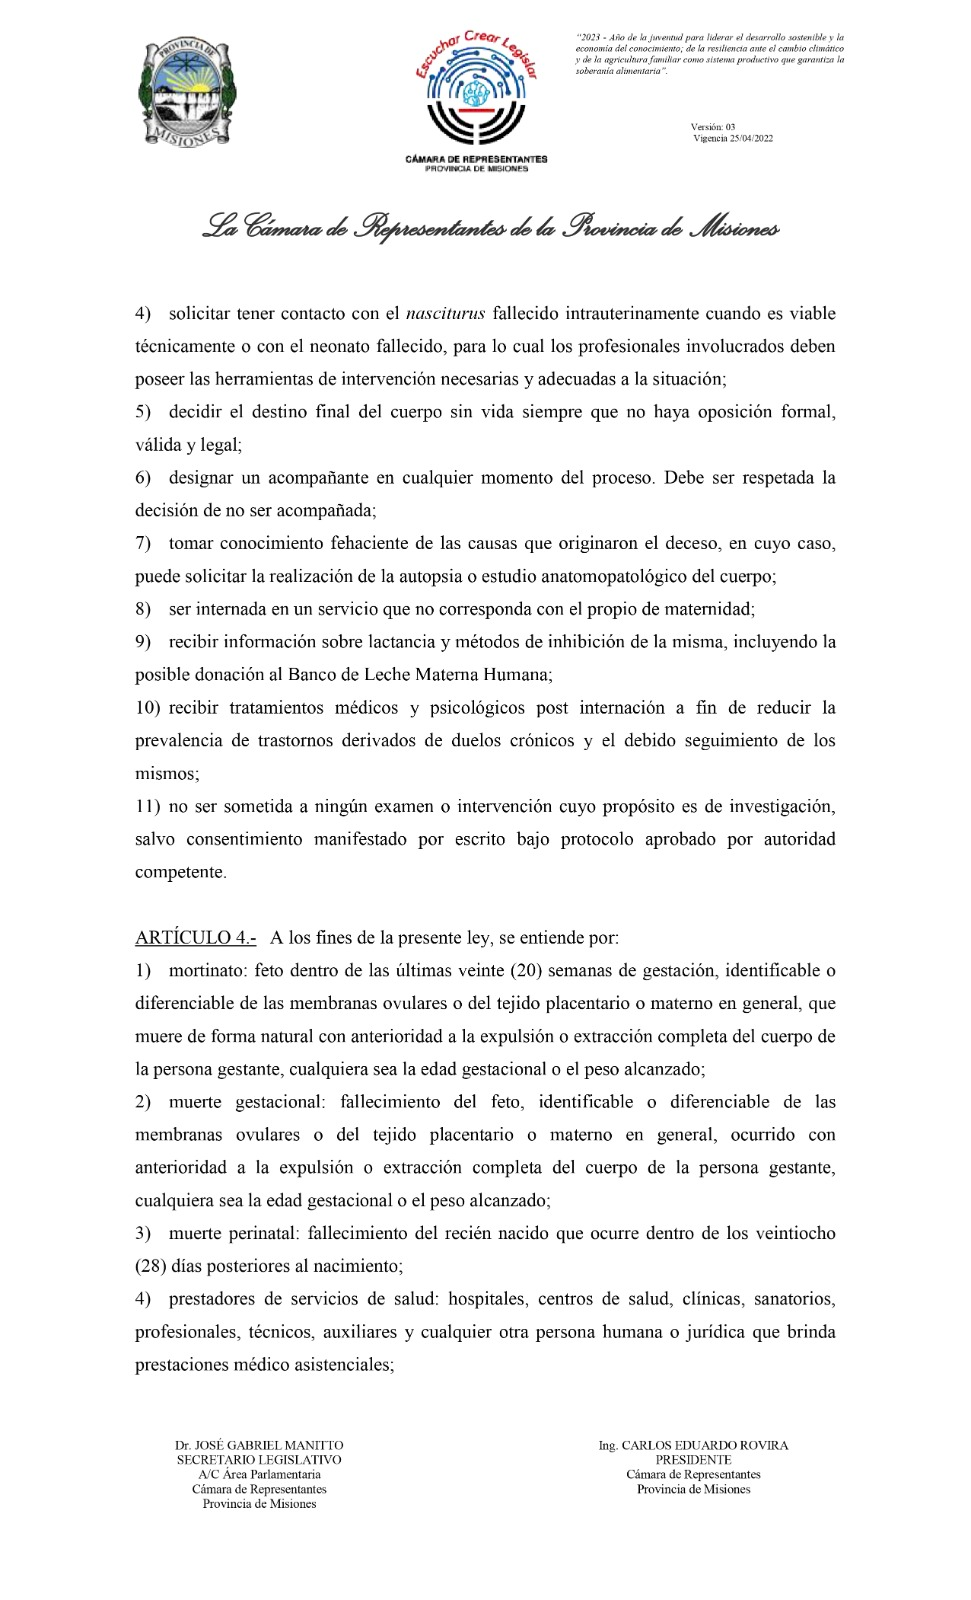 PROVINCIA DE
MISIONES
Escuchar Crear Legislar
CÁMARA DE REPRESENTANTES
PROVINCIA DE MISIONES
“2023 - Año de la juventud para liderar el desarrollo sostenible y la
economía del conocimiento; de la resiliencia ante el cambio climático
y de la agricultura familiar como sistema productivo que garantiza la
soberanía alimentaria”.
Versión: 03
Vigencia 25/04/2022
La Cámara de Representantes de la Provincia de Misiones
4) solicitar tener contacto con el nasciturus fallecido intrauterinamente cuando es viable
técnicamente o con el neonato fallecido, para lo cual los profesionales involucrados deben
poseer las herramientas de intervención necesarias y adecuadas a la situación;
5) decidir el destino final del cuerpo sin vida siempre que no haya oposición formal,
válida y legal;
6) designar un acompañante en cualquier momento del proceso. Debe ser respetada la
decisión de no ser acompañada;
7) tomar conocimiento fehaciente de las causas que originaron el deceso, en cuyo caso,
puede solicitar la realización de la autopsia o estudio anatomopatológico del cuerpo;
8) ser internada en un servicio que no corresponda con el propio de maternidad;
9) recibir información sobre lactancia y métodos de inhibición de la misma, incluyendo la
posible donación al Banco de Leche Materna Humana;
10) recibir tratamientos médicos y psicológicos post internación a fin de reducir la
prevalencia de trastornos derivados de duelos crónicos y el debido seguimiento de los
mismos;
11) no ser sometida a ningún examen o intervención cuyo propósito es de investigación,
salvo consentimiento manifestado por escrito bajo protocolo aprobado por autoridad
competente.
ARTÍCULO 4.- A los fines de la presente ley, se entiende por:
1) mortinato: feto dentro de las últimas veinte (20) semanas de gestación, identificable o
diferenciable de las membranas ovulares o del tejido placentario o materno en general, que
muere de forma natural con anterioridad a la expulsión o extracción completa del cuerpo de
la persona gestante, cualquiera sea la edad gestacional o el peso alcanzado;
2) muerte gestacional: fallecimiento del feto, identificable o diferenciable de las
membranas ovulares o del tejido placentario o materno en general, ocurrido con
anterioridad a la expulsión o extracción completa del cuerpo de la persona gestante,
cualquiera sea la edad gestacional o el peso alcanzado;
3) muerte perinatal: fallecimiento del recién nacido que ocurre dentro de los veintiocho
(28) días posteriores al nacimiento;
4) prestadores de servicios de salud: hospitales, centros de salud, clínicas, sanatorios,
profesionales, técnicos, auxiliares y cualquier otra persona humana o jurídica que brinda
prestaciones médico asistenciales;
Dr. JOSÉ GABRIEL MANITTO
SECRETARIO LEGISLATIVO
A/C Área Parlamentaria
Cámara de Representantes
Provincia de Misiones
Ing. CARLOS EDUARDO ROVIRA
PRESIDENTE
Cámara de Representantes
Provincia de Misiones